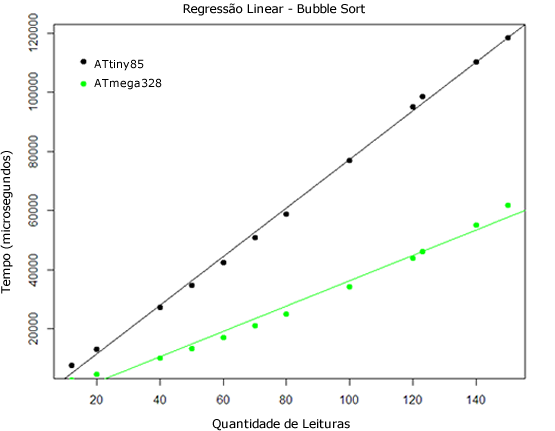 Regressão Linear - Bubble Sort
ATtiny85
ATmega328
Tempo (microsegundos)
120000
100000
80000
60000
40000
20000
20 40 60 80 100 120 140
Quantidade de Leituras